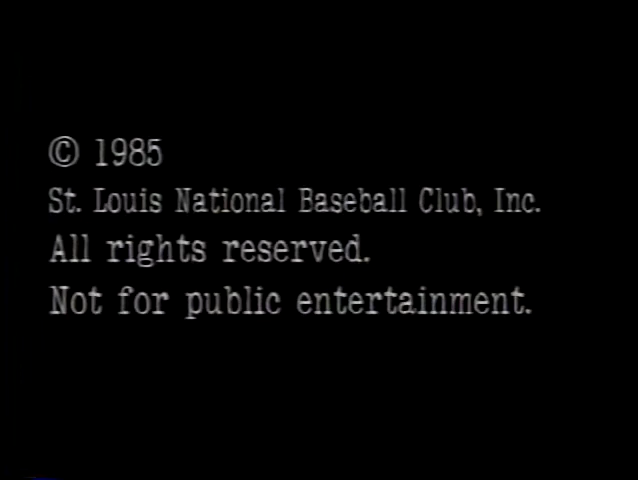 © 1985
St. Louis National Baseball Club, Inc.
All rights reserved.
Not for public entertainment.